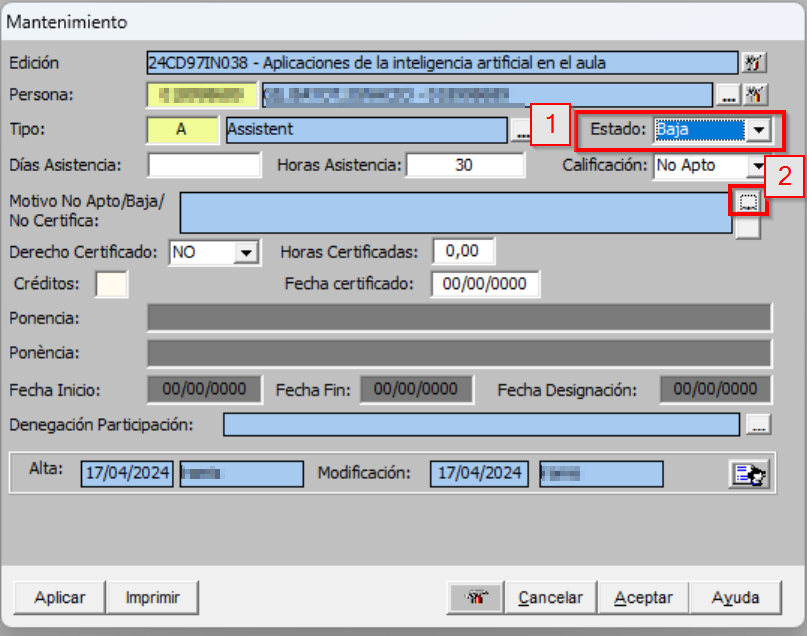 Mantenimiento
Edición 24CD97IN038 - Aplicaciones de la inteligencia artificial en el aula
Persona: ...
Tipo: A Assistent ... 1 Estado: Baja
Días Asistencia: Horas Asistencia: 30 Calificación: No Apto
2
Motivo No Apto/Baja/
No Certifica:
Derecho Certificado: NO Horas Certificadas: 0,00
Créditos: Fecha certificado: 00/00/0000
Ponencia:
Ponència:
Fecha Inicio: 00/00/0000 Fecha Fin: 00/00/0000 Fecha Designación: 00/00/0000
Denegación Participación: ...
Alta: 17/04/2024 Modificación: 17/04/2024
Aplicar Imprimir Cancelar Aceptar Ayuda